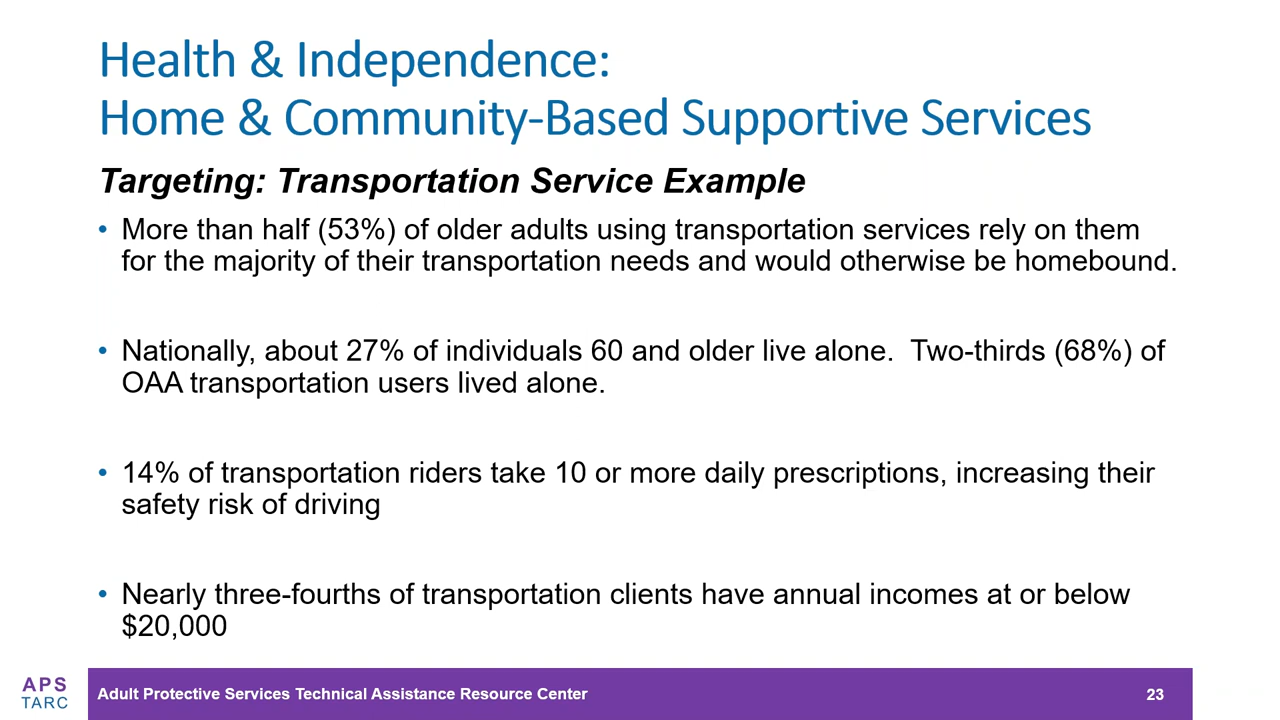 Health & Independence:
Home & Community-Based Supportive Services
Targeting: Transportation Service Example
• More than half (53%) of older adults using transportation services rely on them
for the majority of their transportation needs and would otherwise be homebound.
• Nationally, about 27% of individuals 60 and older live alone.  Two-thirds (68%) of
OAA transportation users lived alone.
• 14% of transportation riders take 10 or more daily prescriptions, increasing their
safety risk of driving
• Nearly three-fourths of transportation clients have annual incomes at or below
$20,000
APS
TARC
Adult Protective Services Technical Assistance Resource Center
23